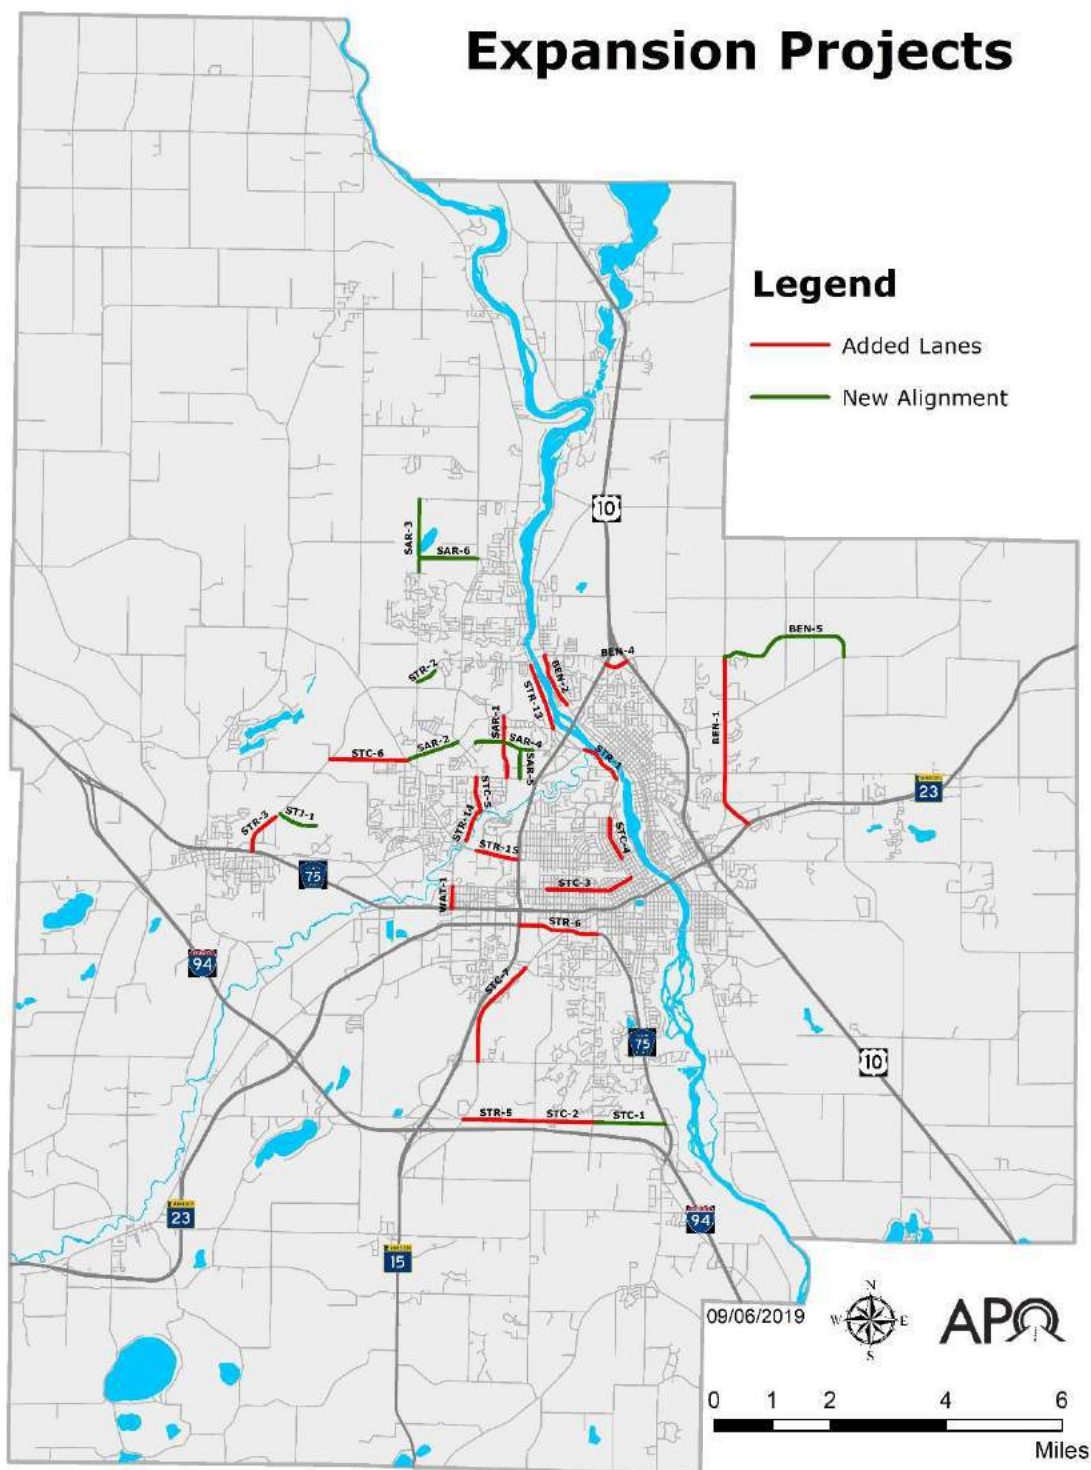 Expansion Projects
Legend
Added Lanes
New Alignment
10
SAR-3
SAR-6
BEN-5
BEN-4
STR-2
BEN-2
STR-13
SAR-1
BEN-1
SAR-2
SAR-4
STC-6
SAR-5
STR-1
23
STC-5
STR-3
STJ-1
STR-14
STC-4
STR-15
75
WAT-1
STC-3
STR-6
94
STC-7
75
10
STR-5
STC-2
STC-1
23
94
15
09/06/2019
N
W
E
S
APO
0 1 2 4 6
Miles